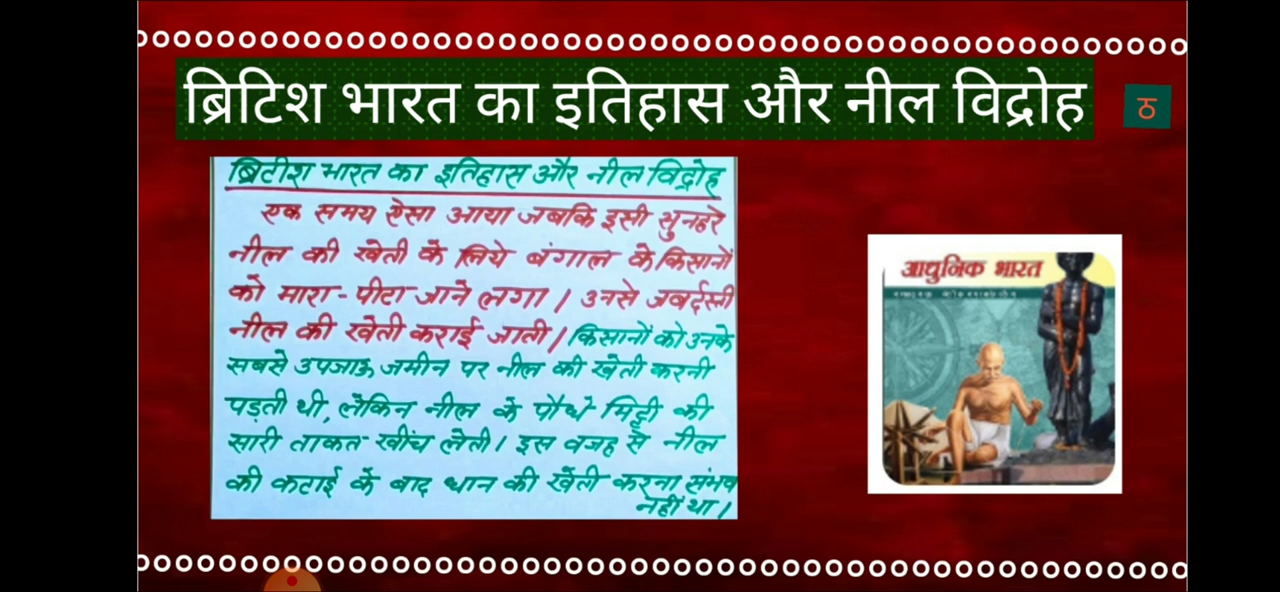 ब्रिटिश भारत का इतिहास और नील विद्रोह
ठ
ब्रिटीश भारत का इतिहास और नील विद्रोह
एक समय ऐसा आया जबकि इसी सुनहरे
नील की खेती के लिये बंगाल के किसानों
को मारा-पीटा जाने लगा। उनसे जबर्दस्ती
नील की खेती कराई जाती। किसानों को उनके
सबसे उपजाऊ जमीन पर नील की खेती करनी
पड़ती थी, लेकिन नील के पौधे मिट्टी की
सारी ताकत खींच लेती। इस वजह से नील
की कटाई के बाद धान की खेती करना संभव
नहीं था।
आधुनिक भारत